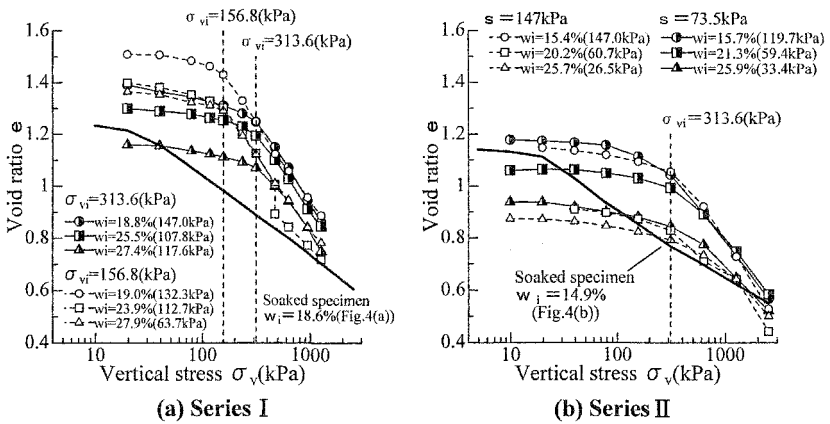 σvi=156.8(kPa)
σvi=313.6(kPa)
1.6
1.4
1.2
1
0.8
0.6
0.4
Void ratio e
σvi=313.6(kPa)
wi=18.8%(147.0kPa)
wi=25.5%(107.8kPa)
wi=27.4%(117.6kPa)
σvi=156.8(kPa)
wi=19.0%(132.3kPa)
wi=23.9%(112.7kPa)
wi=27.9%(63.7kPa)
Soaked specimen
wi=18.6%(Fig.4(a))
10 100 1000
Vertical stress σv(kPa)
(a) Series I
s=147kPa
wi=15.4%(147.0kPa)
wi=20.2%(60.7kPa)
wi=25.7%(26.5kPa)
s=73.5kPa
wi=15.7%(119.7kPa)
wi=21.3%(59.4kPa)
wi=25.9%(33.4kPa)
σvi=313.6(kPa)
1.6
1.4
1.2
1
0.8
0.6
0.4
Void ratio e
Soaked specimen
wi=14.9%
(Fig.4(b))
10 100 1000
Vertical stress σv(kPa)
(b) Series II